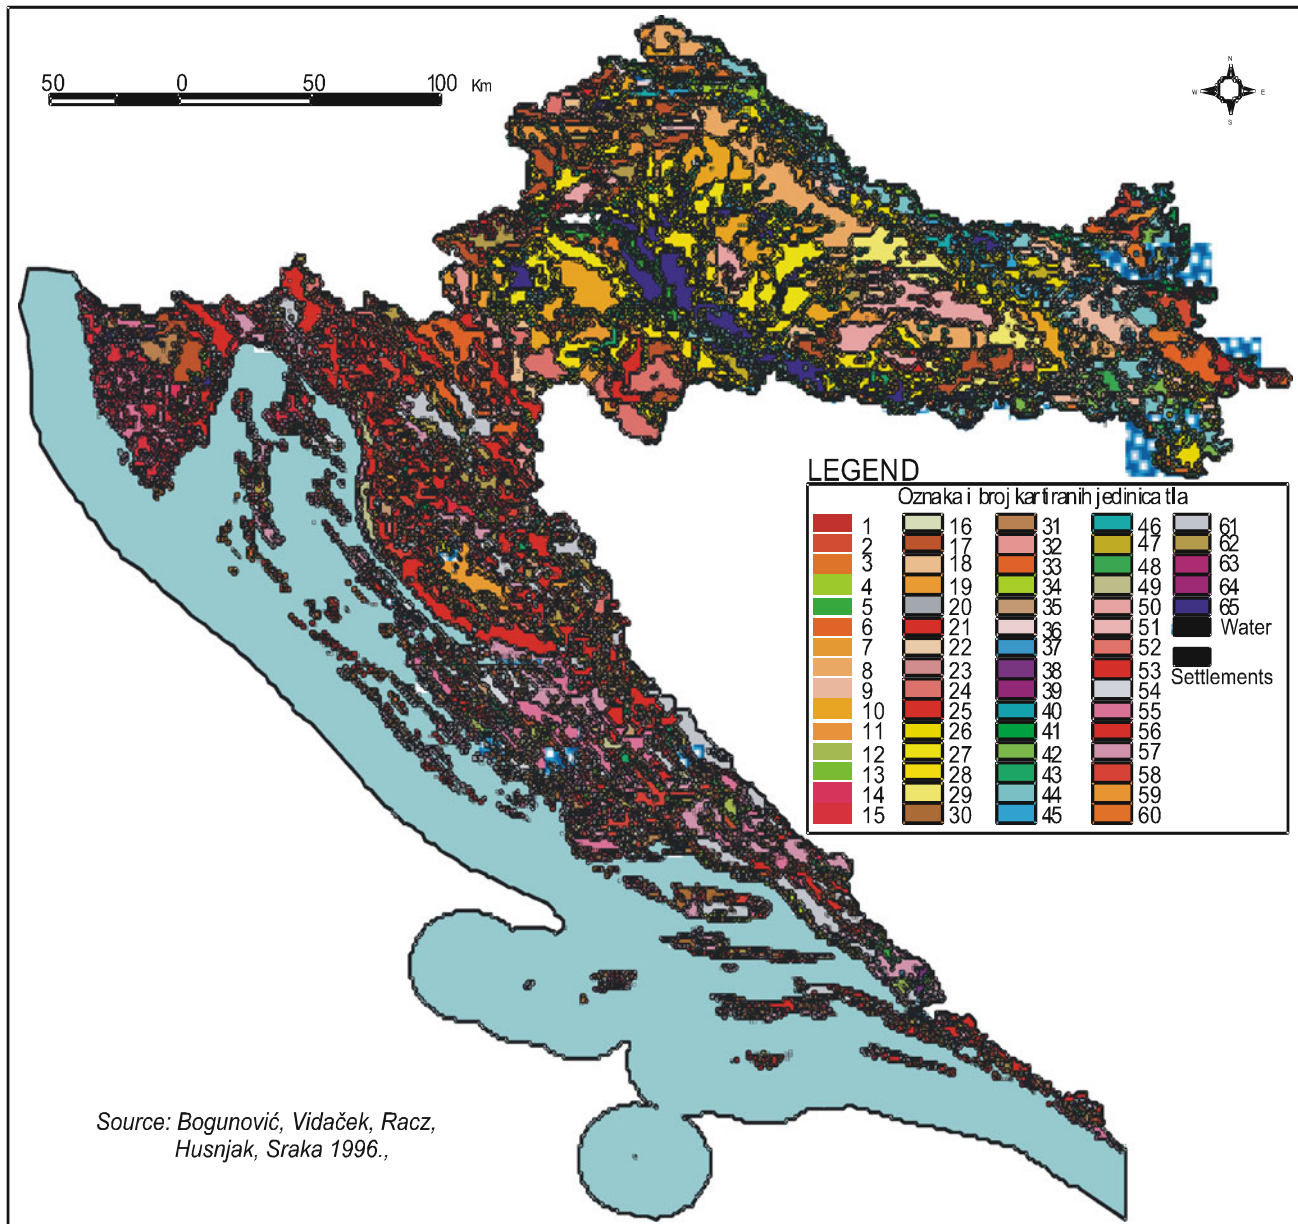 50 0 50 100 Km
N
W E
S
LEGEND
Oznaka i broj kartiranih jedinica tla
1 16 31 46 61
2 17 32 47 62
3 18 33 48 63
4 19 34 49 64
5 20 35 50 65
6 21 36 51 Water
7 22 37 52 Settlements
8 23 38 53
9 24 39 54
10 25 40 55
11 26 41 56
12 27 42 57
13 28 43 58
14 29 44 59
15 30 45 60
Source: Bogunović, Vidaček, Racz,
Husnjak, Sraka 1996.,